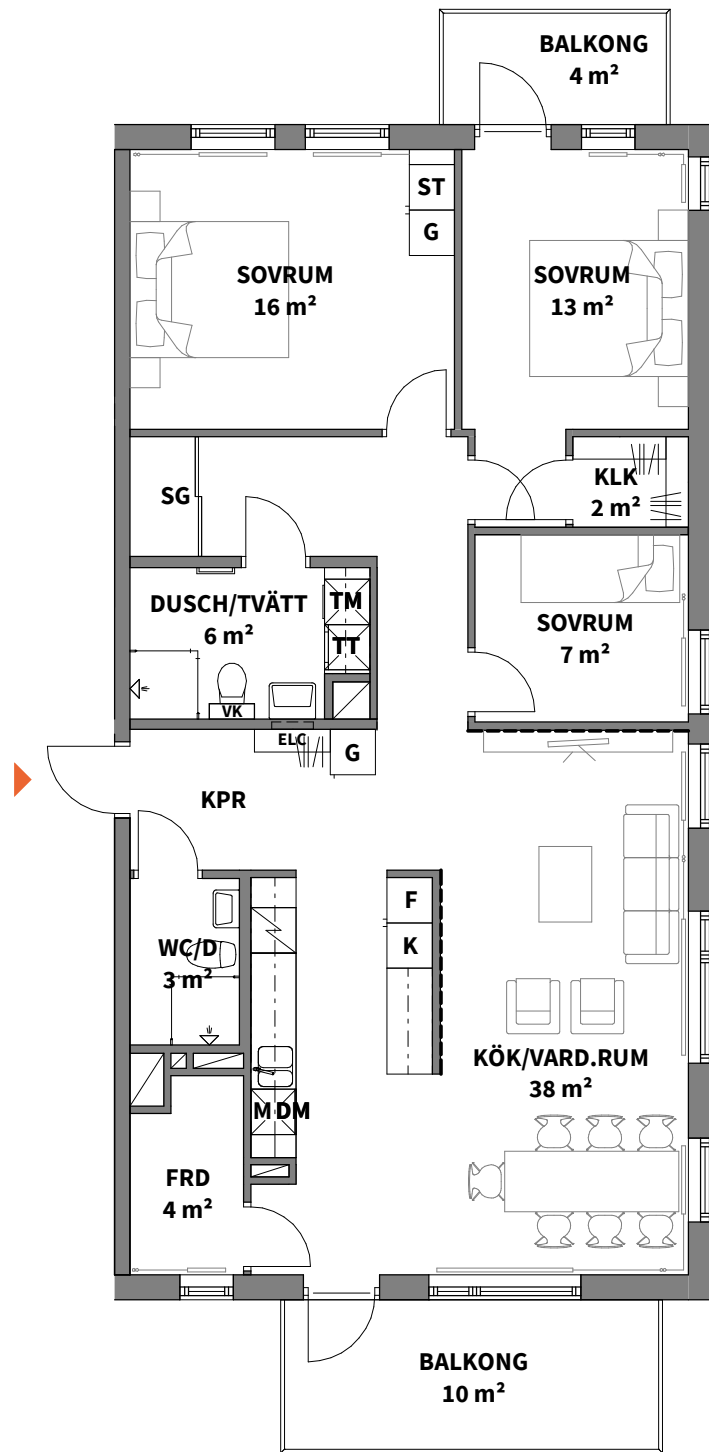 BALKONG
4 m²
ST
G
SOVRUM
16 m²
SOVRUM
13 m²
SG
KLK
2 m²
DUSCH/TVÄTT
6 m²
TM
TT
SOVRUM
7 m²
VK
ELC
G
KPR
F
K
WC/D
3 m²
KÖK/VARD.RUM
38 m²
M DM
FRD
4 m²
BALKONG
10 m²